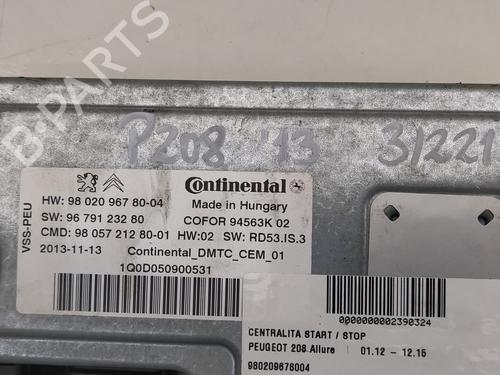 B-PARTS
P208 '13 31221
Continental
HW: 98 020 967 80-04
Made in Hungary
SW: 96 791 232 80
COFOR 94563K 02
CMD: 98 057 212 80-01 HW:02 SW: RD53.IS.3
VSS-PEU
2013-11-13 Continental_DMTC_CEM_01
1Q0D050900531
0000000002390324
CENTRALITA START / STOP
PEUGEOT 208 Allure 01.12 - 12.15
980209678004